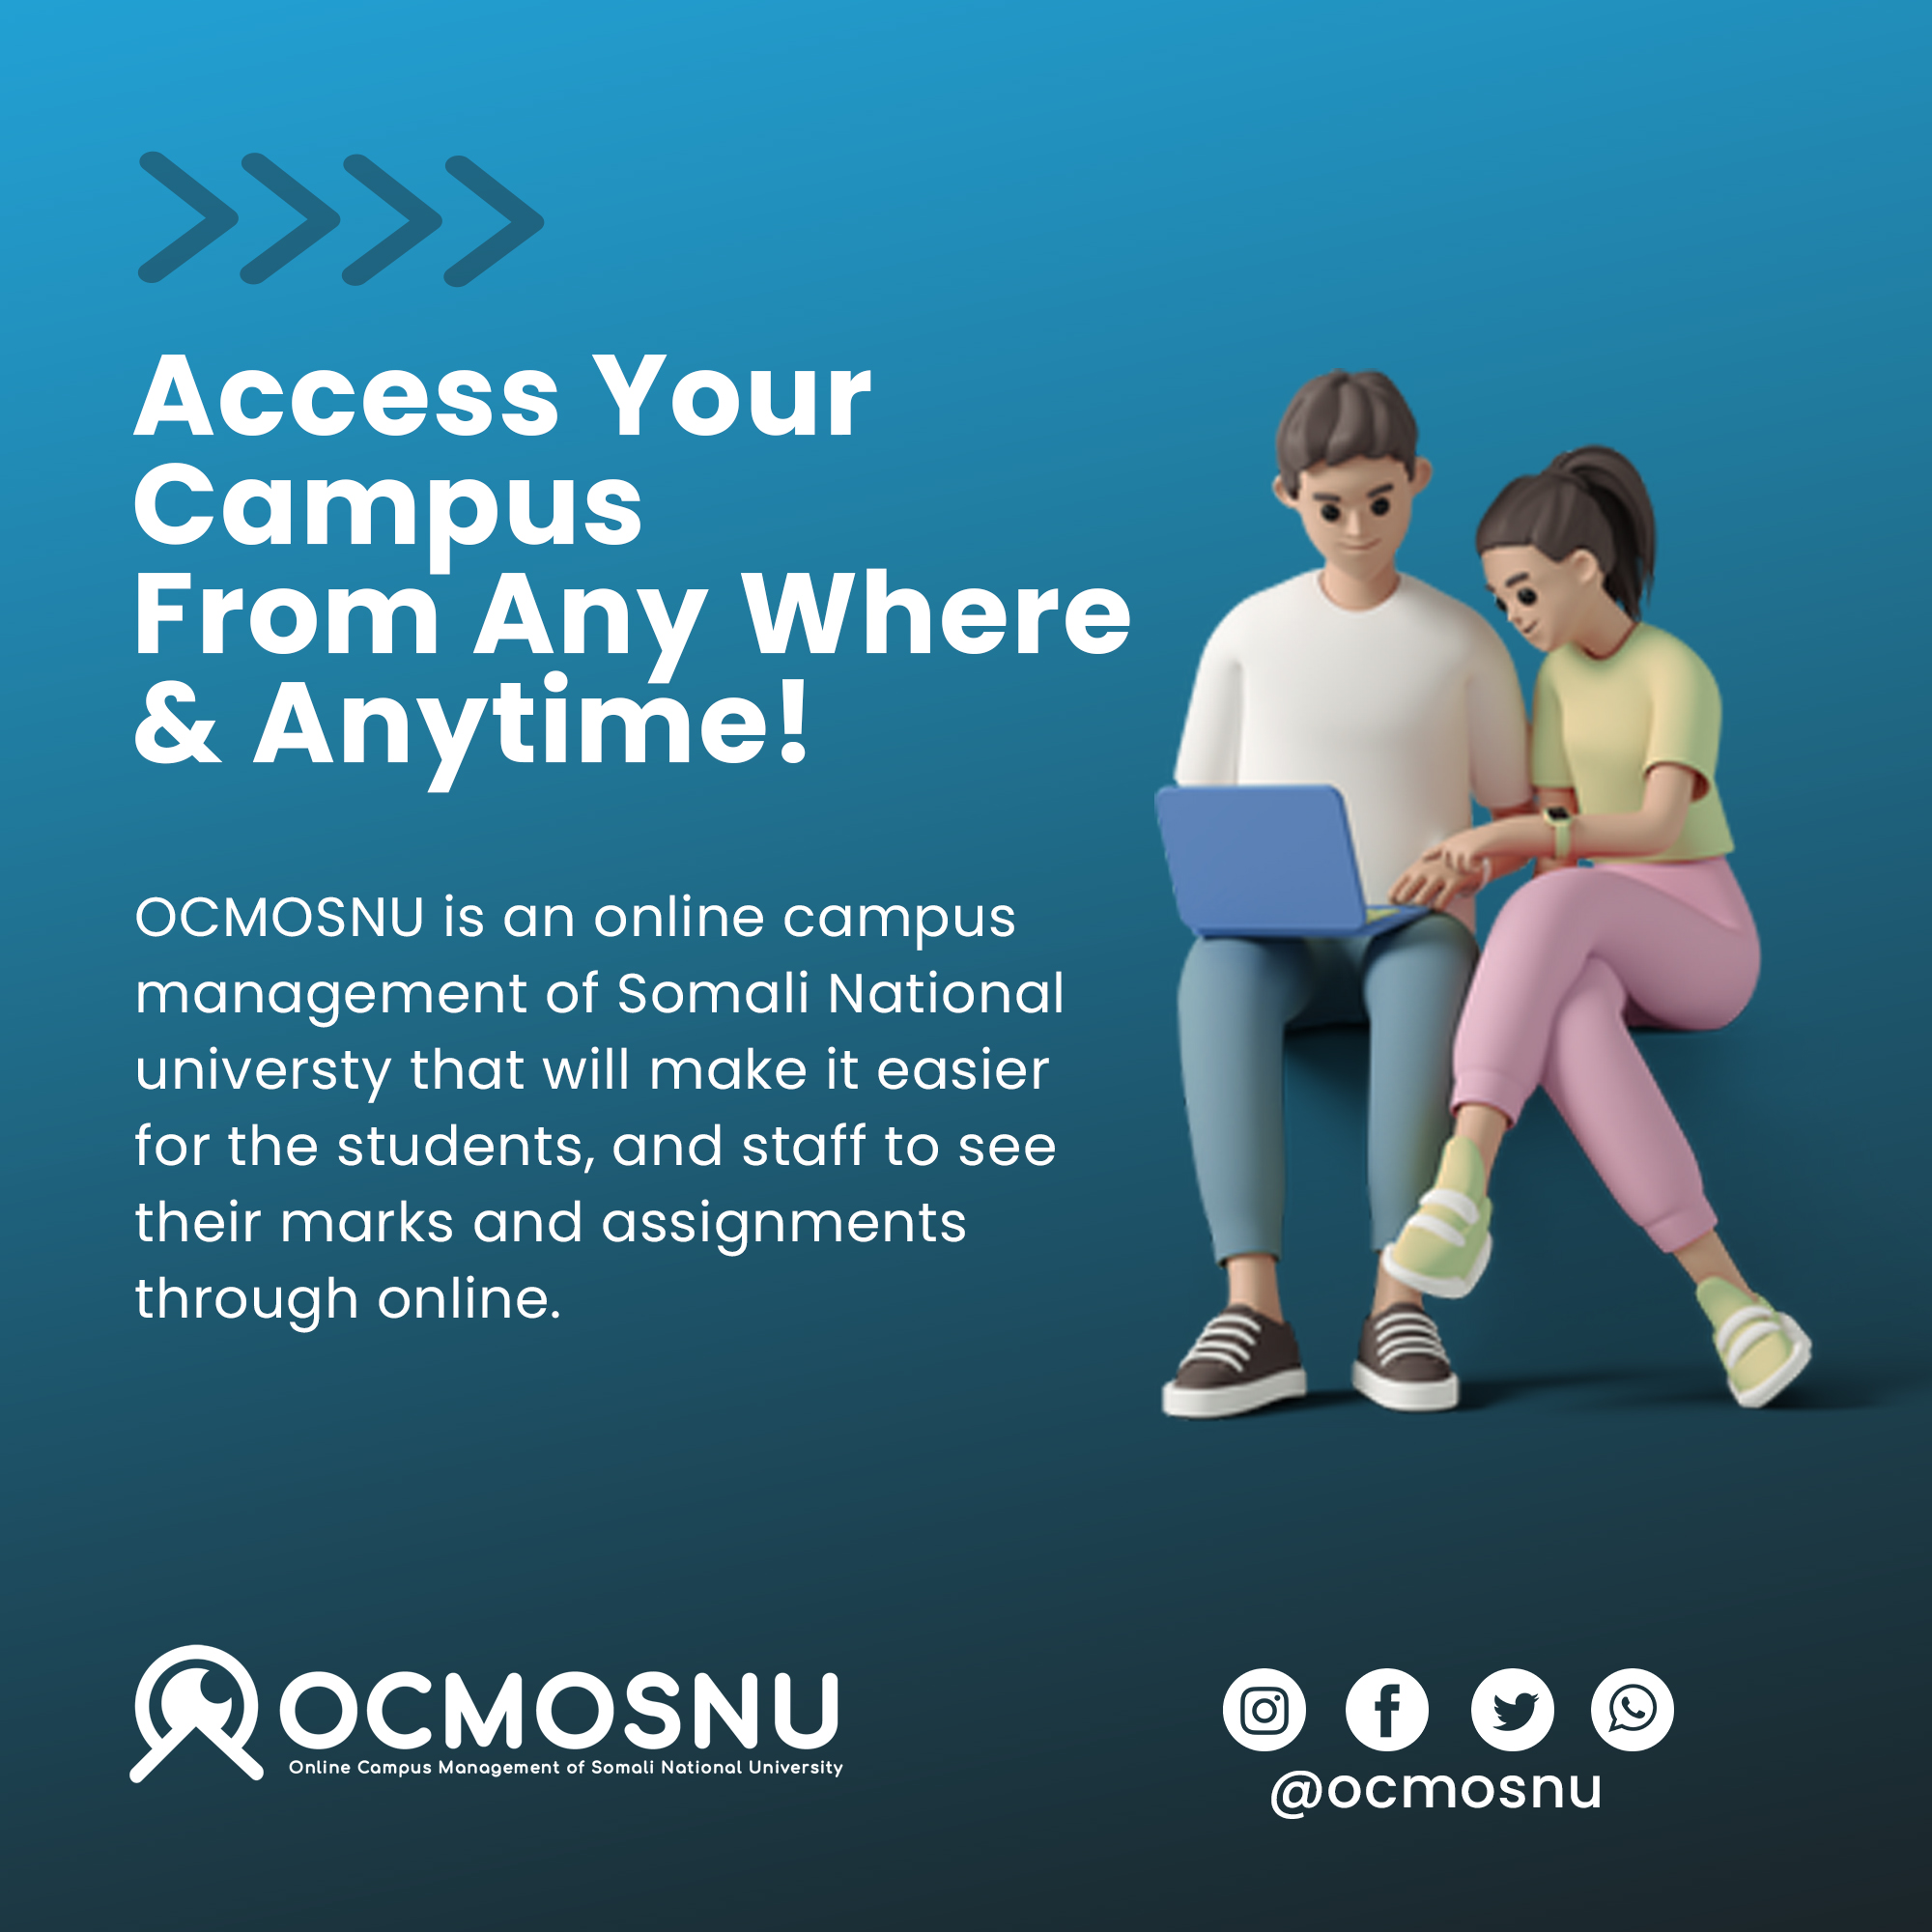 Access Your
Campus
From Any Where
& Anytime!
OCMOSNU is an online campus
management of Somali National
universty that will make it easier
for the students, and staff to see
their marks and assignments
through online.
OCMOSNU
Online Campus Management of Somali National University
@ocmosnu